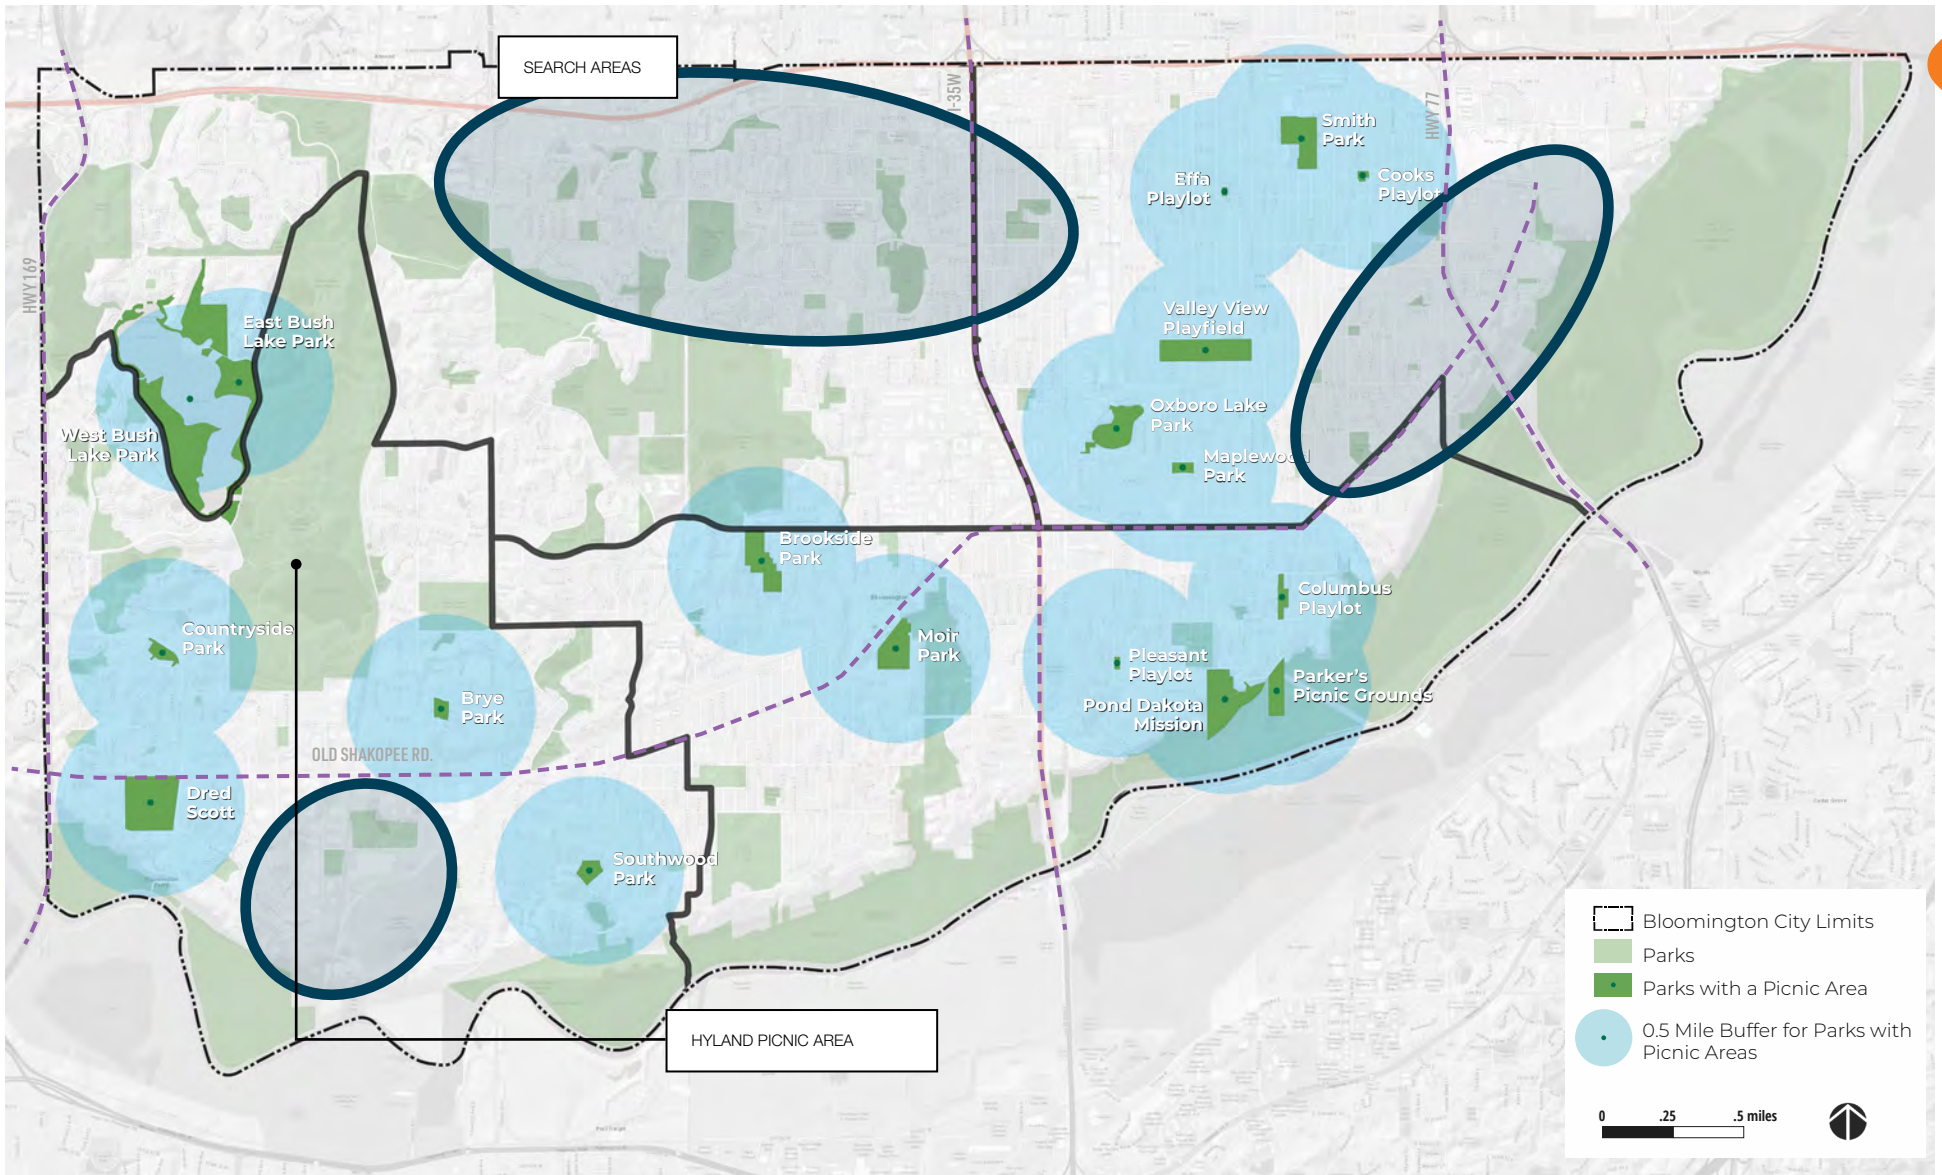 SEARCH AREAS
I-35W
HWY 77
Smith
Park
Effa
Playlot
Cooks
Playlot
HWY 169
East Bush
Lake Park
Valley View
Playfield
West Bush
Lake Park
Oxboro Lake
Park
Maplewood
Park
Brookside
Park
Columbus
Playlot
Countryside
Park
Moir
Park
Pleasant
Playlot
Parker's
Picnic Grounds
Brye
Park
Pond Dakota
Mission
OLD SHAKOPEE RD.
Dred
Scott
Southwood
Park
HYLAND PICNIC AREA
Bloomington City Limits
Parks
Parks with a Picnic Area
0.5 Mile Buffer for Parks with
Picnic Areas
0 .25 .5 miles